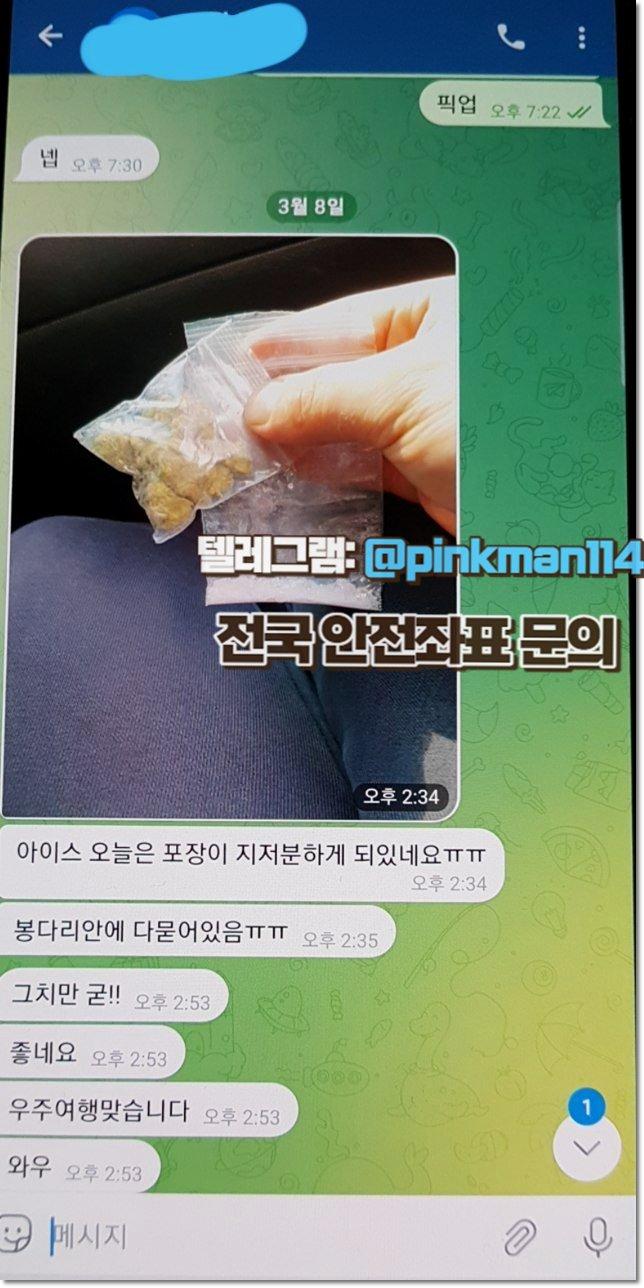 픽업 오후 7:22
넵 오후 7:30
3월 8일
텔레그램: @pinkman114
전국 안전좌표 문의
오후 2:34
아이스 오늘은 포장이 지저분하게 되있네요ㅠㅠ
오후 2:34
봉다리안에 다묻어있음ㅠㅠ 오후 2:35
그치만 굳!! 오후 2:53
좋네요 오후 2:53
우주여행맞습니다 오후 2:53
와우 오후 2:53
1
메시지